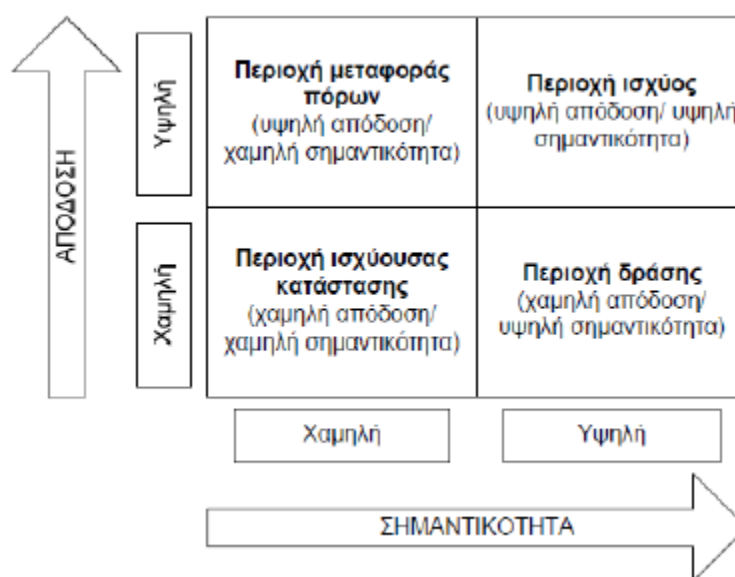 ΑΠΟΔΟΣΗ
Υψηλή
Περιοχή μεταφοράς
πόρων
(υψηλή απόδοση/
χαμηλή σημαντικότητα)
Περιοχή ισχύος
(υψηλή απόδοση/ υψηλή
σημαντικότητα)
Χαμηλή
Περιοχή ισχύουσας
κατάστασης
(χαμηλή απόδοση/
χαμηλή σημαντικότητα)
Περιοχή δράσης
(χαμηλή απόδοση/
υψηλή σημαντικότητα)
Χαμηλή
Υψηλή
ΣΗΜΑΝΤΙΚΟΤΗΤΑ